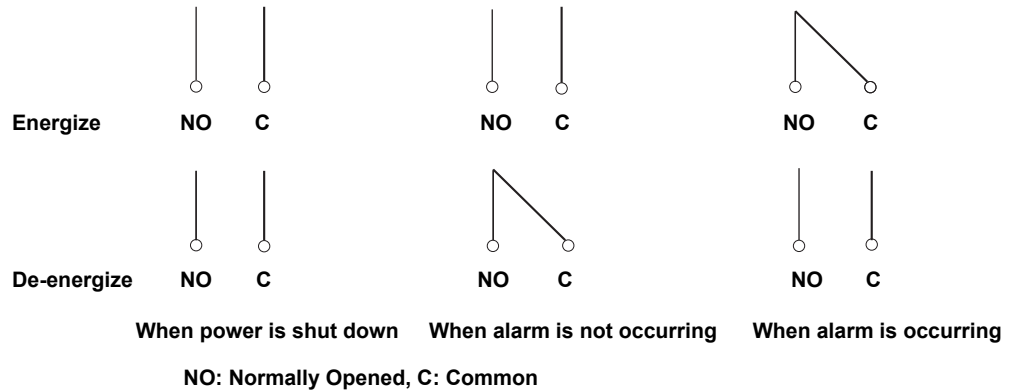 Energize NO C NO C NO C
De-energize NO C NO C NO C
When power is shut down When alarm is not occurring When alarm is occurring
NO: Normally Opened, C: Common